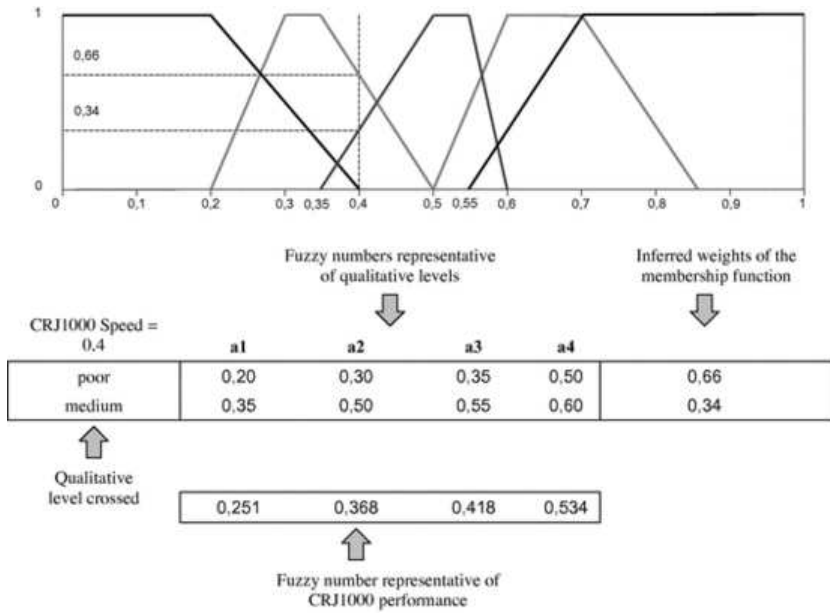 1
0,66
0,34
0
0 0,1 0,2 0,3 0,35 0,4 0,5 0,55 0,6 0,7 0,8 0,9 1
Fuzzy numbers representative
of qualitative levels
Inferred weights of the
membership function
CRJ1000 Speed =
0.4
a1 a2 a3 a4
poor 0,20 0,30 0,35 0,50 0,66
medium 0,35 0,50 0,55 0,60 0,34
Qualitative
level crossed
0,251 0,368 0,418 0,534
Fuzzy number representative of
CRJ1000 performance